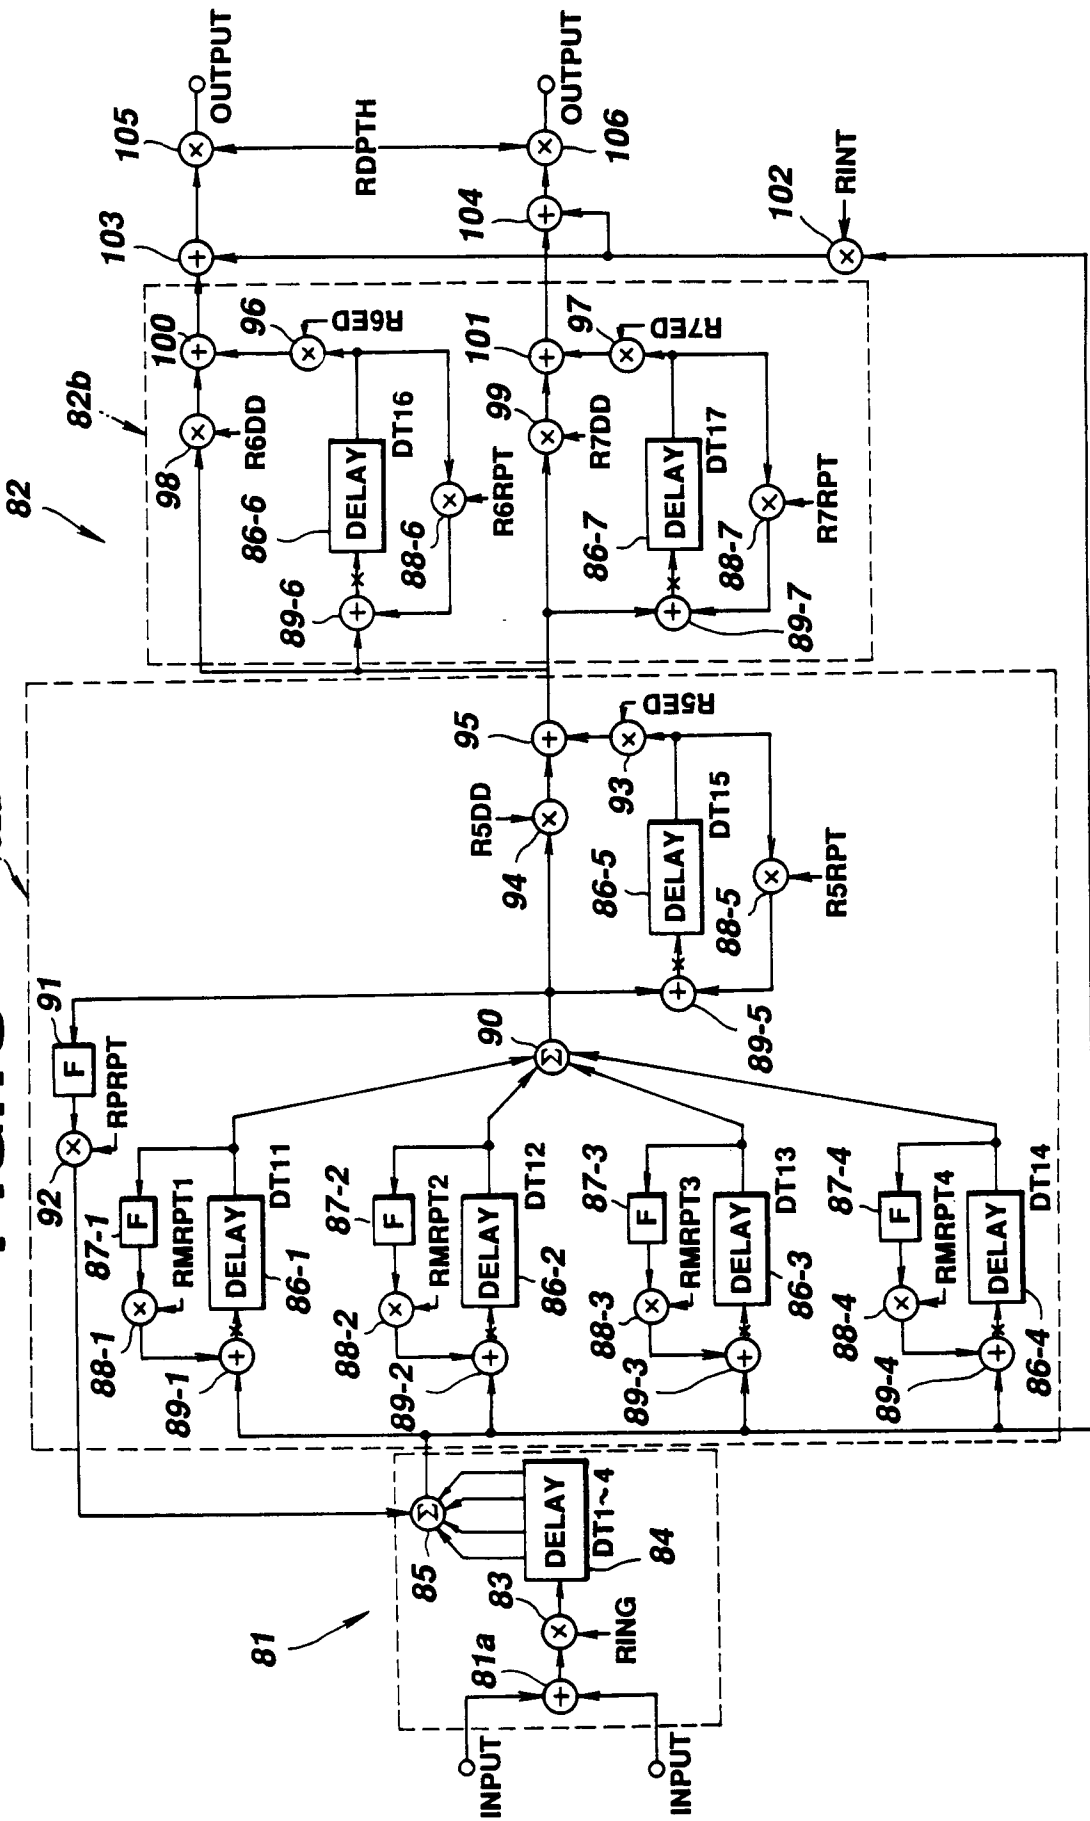 82
82b
105
OUTPUT
103
RDPTH
100
96
R6ED
98
R6DD
DT16
86-6
DELAY
R6RPT
88-6
89-6
104
106
OUTPUT
101
97
R7ED
99
R7DD
DT17
86-7
DELAY
R7RPT
88-7
89-7
102
RINT
91
F
92
RPRPT
90
95
R5DD
94
R5ED
93
DT15
86-5
DELAY
88-5
R5RPT
89-5
87-1
F
RMRPT1
88-1
89-1
DELAY
DT11
86-1
87-2
F
RMRPT2
88-2
89-2
DELAY
DT12
86-2
87-3
F
RMRPT3
88-3
89-3
DELAY
DT13
86-3
87-4
F
RMRPT4
88-4
89-4
DELAY
DT14
86-4
81
85
DELAY
DT1~4
84
83
RING
81a
INPUT
INPUT